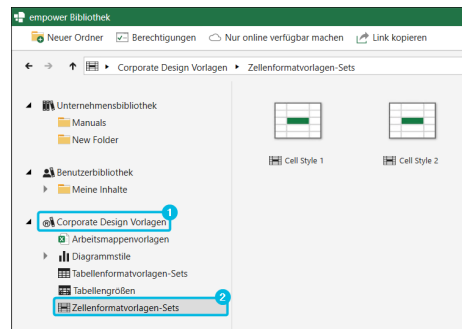 empower Bibliothek
Neuer Ordner Berechtigungen Nur online verfügbar machen Link kopieren
Corporate Design Vorlagen Zellenformatvorlagen-Sets
Unternehmensbibliothek
Manuals
New Folder
Benutzerbibliothek
Meine Inhalte
1
Corporate Design Vorlagen
Arbeitsmappenvorlagen
Diagrammstile
Tabellenformatvorlagen-Sets
Tabellengrößen
2
Zellenformatvorlagen-Sets
Cell Style 1 Cell Style 2